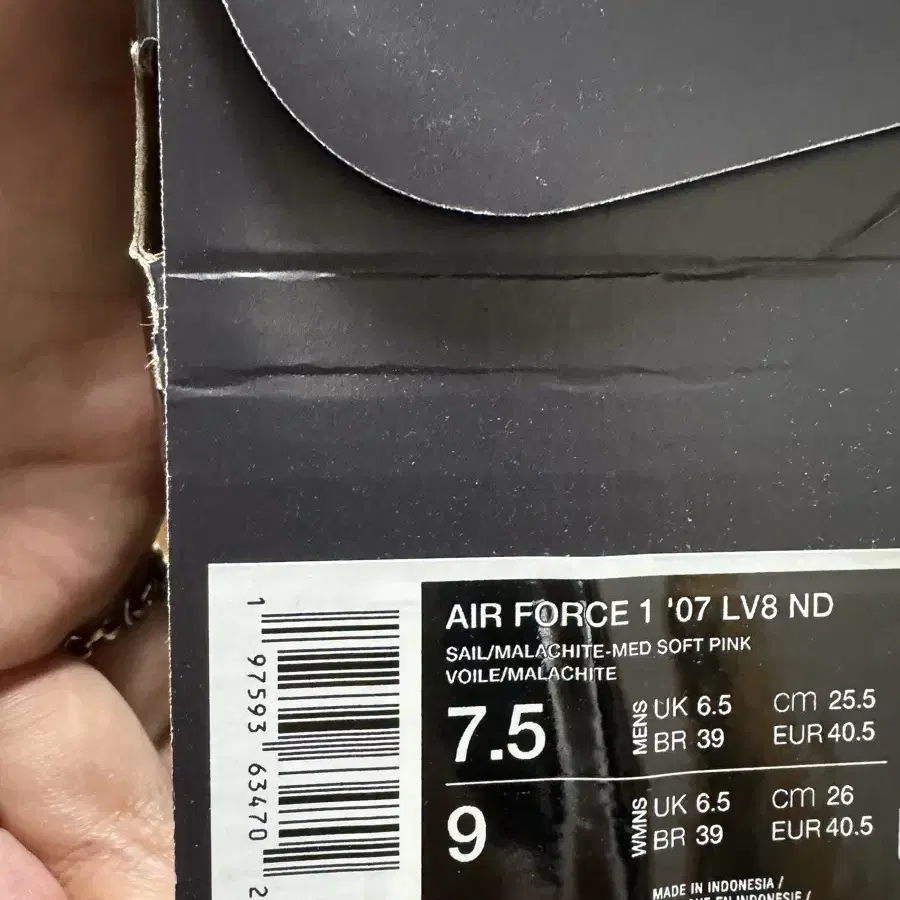 AIR FORCE 1 '07 LV8 ND
SAIL/MALACHITE-MED SOFT PINK
VOILE/MALACHITE
7.5 MENS UK 6.5 cm 25.5
BR 39 EUR 40.5
9 WMNS UK 6.5 cm 26
BR 39 EUR 40.5
MADE IN INDONESIA /
1 97593 63470 2